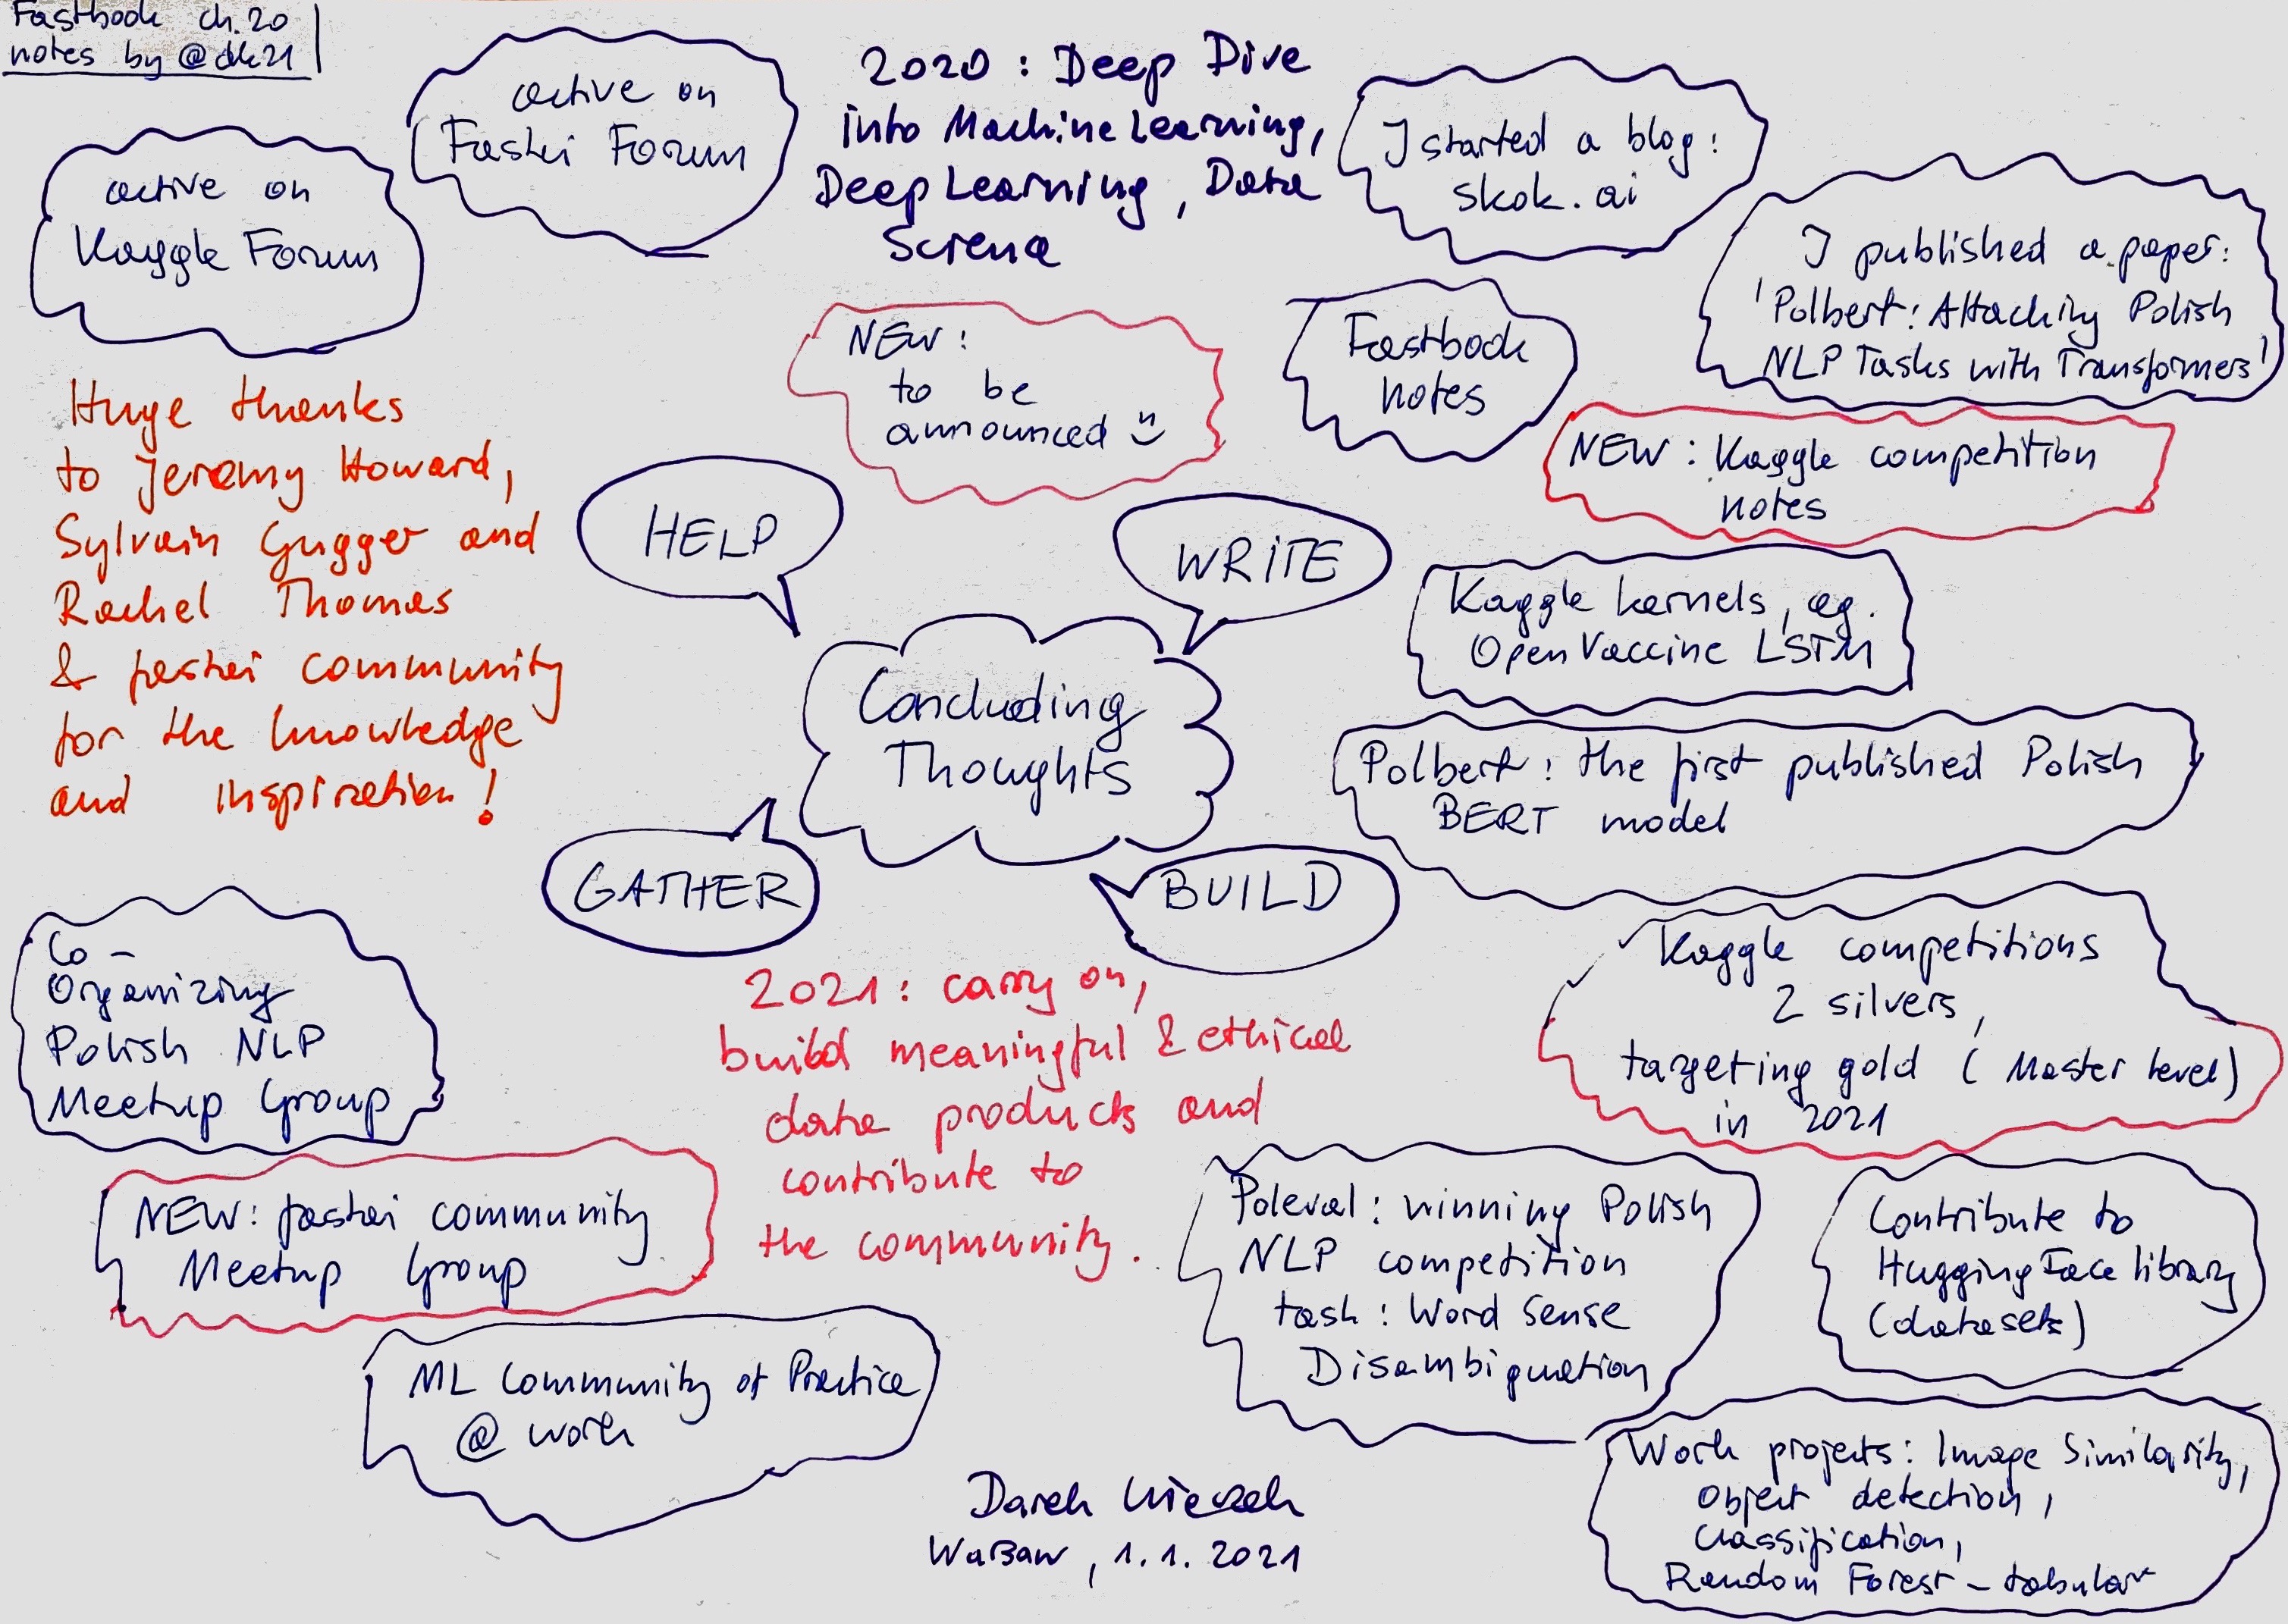 Fastbook ch.20
notes by @dk21
active on
Fastai Forum
2020 : Deep Dive
into Machine Learning,
Deep Learning, Data
Science
I started a blog:
skok.ai
active on
Kaggle Forum
I published a paper:
'Polbert: Attacking Polish
NLP Tasks with Transformers'
NEW:
to be
announced
Fastbook
notes
NEW: Kaggle competition
notes
Huge thanks
to Jeremy Howard,
Sylvain Gugger and
Rachel Thomas
& fastai community
for the knowledge
and inspiration!
HELP
WRITE
Kaggle kernels, eg.
OpenVaccine LSTM
Concluding
Thoughts
Polbert: the first published Polish
BERT model
GATHER
BUILD
Kaggle competitions
2 silvers,
targeting gold (Master level)
in 2021
Co-
Organizing
Polish NLP
Meetup Group
2021: carry on,
build meaningful & ethical
data products and
contribute to
the community.
NEW: fastai community
Meetup Group
Poleval: winning Polish
NLP competition
task: Word Sense
Disambiguation
Contribute to
HuggingFace library
(datasets)
ML Community of Practice
@ work
Work projects: Image Similarity,
Object detection,
Classification,
Random Forest - tabular
Darek Kłeczek
Warsaw, 1.1.2021